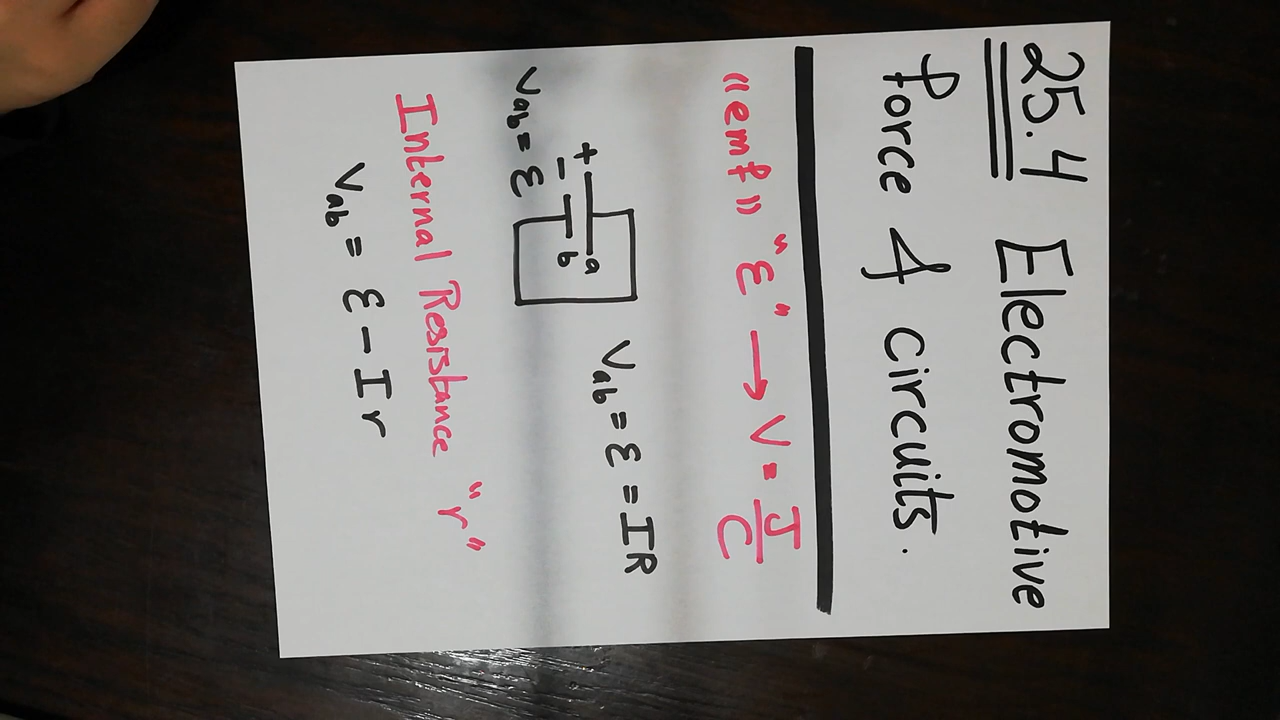 25.4 Electromotive
force & circuits.
"emf" "ε" → V = J/C
+ a
- b
Vab = ε
Vab = ε = IR
Internal Resistance "r"
Vab = ε - Ir